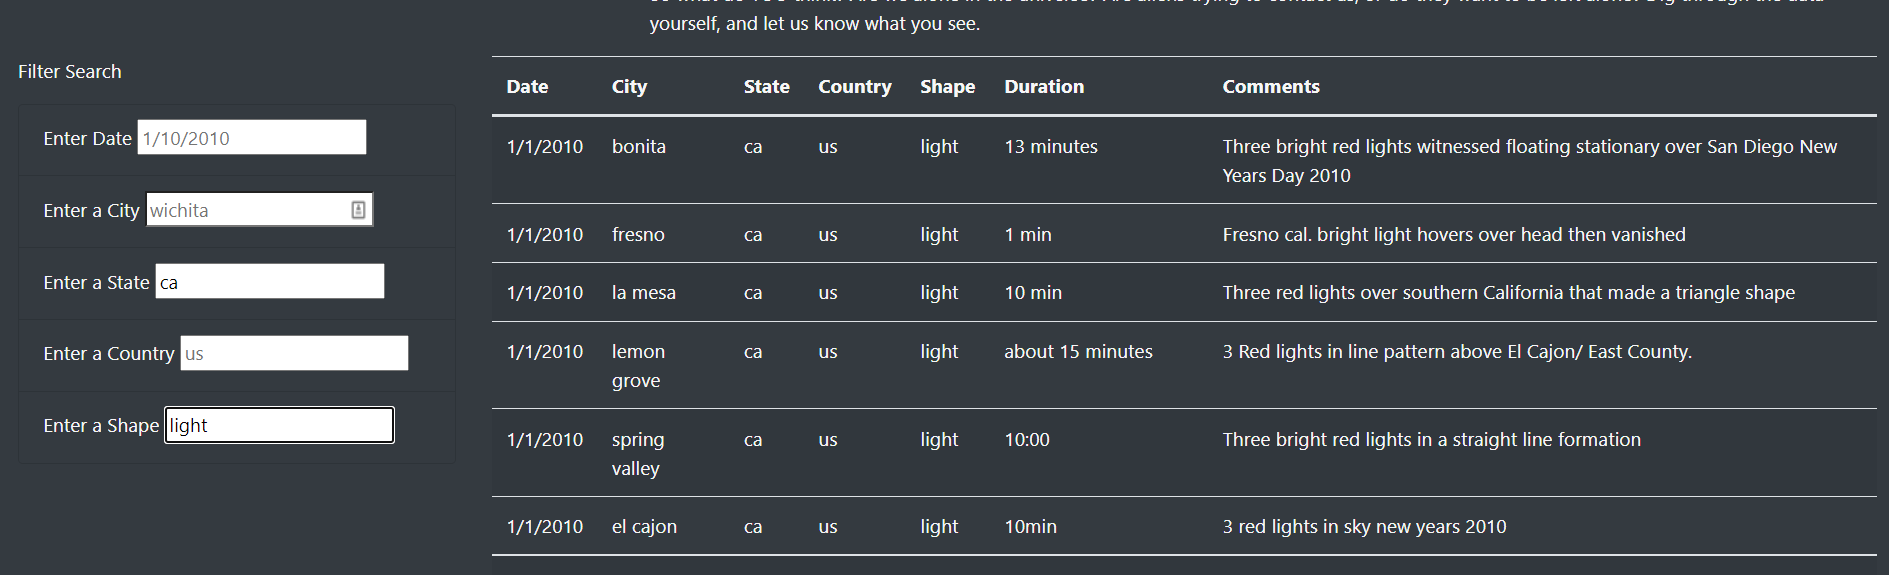 yourself, and let us know what you see.
Filter Search
Enter Date 1/10/2010
Enter a City wichita
Enter a State ca
Enter a Country us
Enter a Shape light
Date City State Country Shape Duration Comments
1/1/2010 bonita ca us light 13 minutes Three bright red lights witnessed floating stationary over San Diego New
Years Day 2010
1/1/2010 fresno ca us light 1 min Fresno cal. bright light hovers over head then vanished
1/1/2010 la mesa ca us light 10 min Three red lights over southern California that made a triangle shape
1/1/2010 lemon ca us light about 15 minutes 3 Red lights in line pattern above El Cajon/ East County.
grove
1/1/2010 spring ca us light 10:00 Three bright red lights in a straight line formation
valley
1/1/2010 el cajon ca us light 10min 3 red lights in sky new years 2010